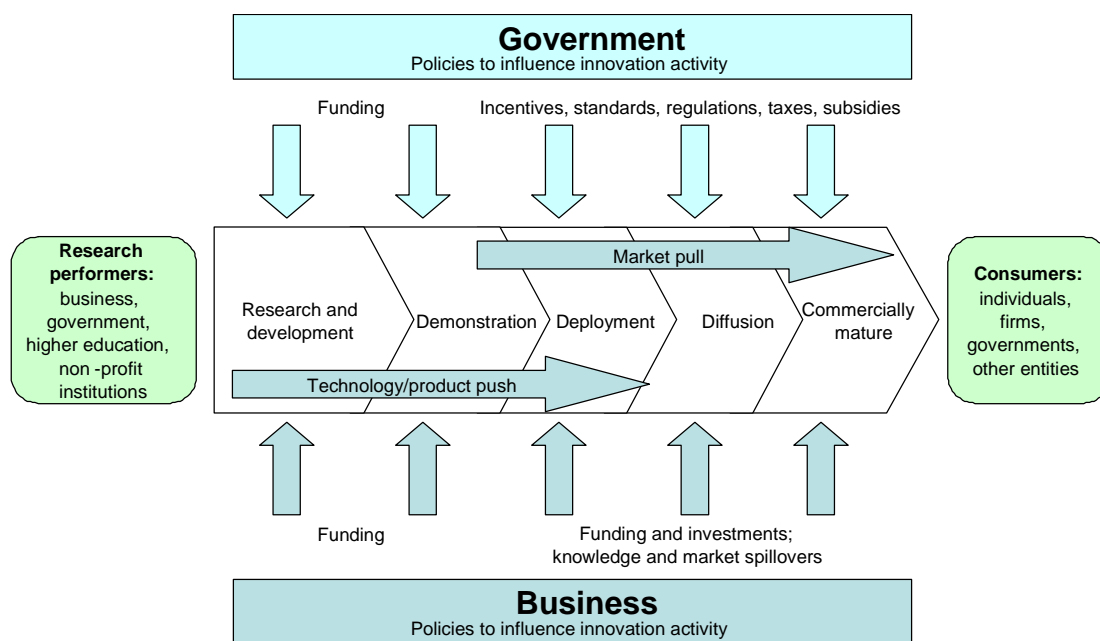 Government
Policies to influence innovation activity
Funding
Incentives, standards, regulations, taxes, subsidies
Research
performers:
business,
government,
higher education,
non -profit
institutions
Market pull
Research and
development
Demonstration
Deployment
Diffusion
Commercially
mature
Technology/product push
Consumers:
individuals,
firms,
governments,
other entities
Funding
Funding and investments;
knowledge and market spillovers
Business
Policies to influence innovation activity